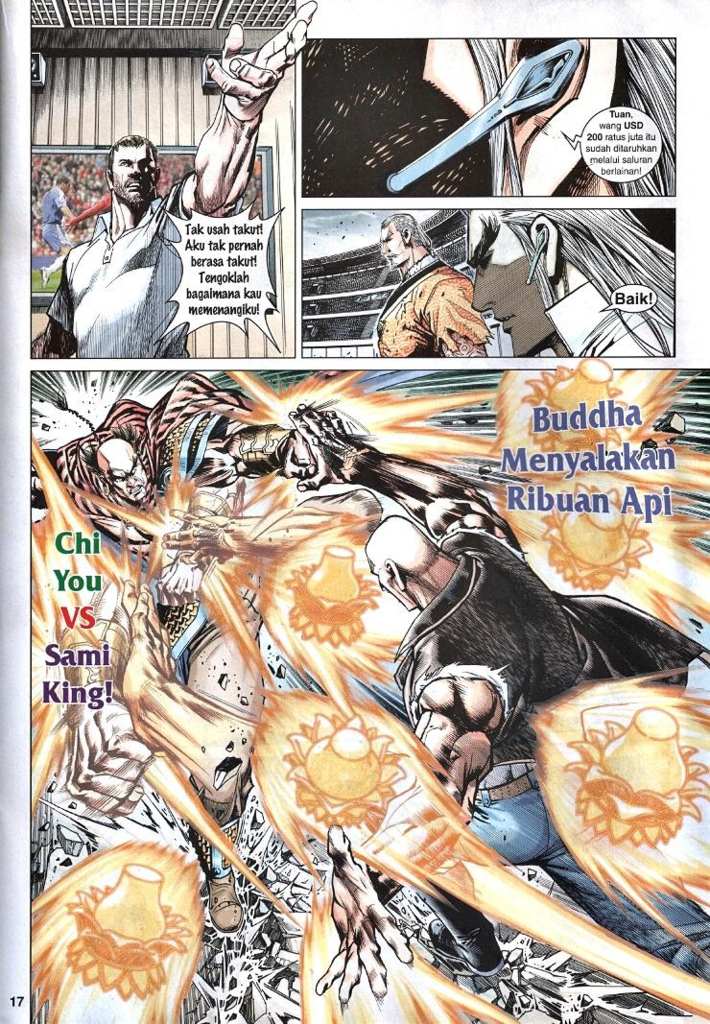 Tak usah takut!
Aku tak pernah
berasa takut!
Tengoklah
bagaimana kau
memenangiku!
Tuan,
wang USD
200 ratus juta itu
sudah ditaruhkan
melalui saluran
berlainan!
Baik!
Buddha
Menyalakan
Ribuan Api
Chi
You
VS
Sami
King!
17